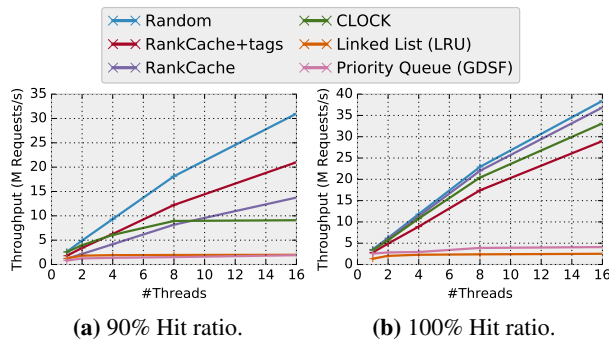 Random
RankCache+tags
RankCache
CLOCK
Linked List (LRU)
Priority Queue (GDSF)
Throughput (M Requests/s)
35
30
25
20
15
10
5
0
0 2 4 6 8 10 12 14 16
#Threads
(a) 90% Hit ratio.
Throughput (M Requests/s)
40
35
30
25
20
15
10
5
0
0 2 4 6 8 10 12 14 16
#Threads
(b) 100% Hit ratio.